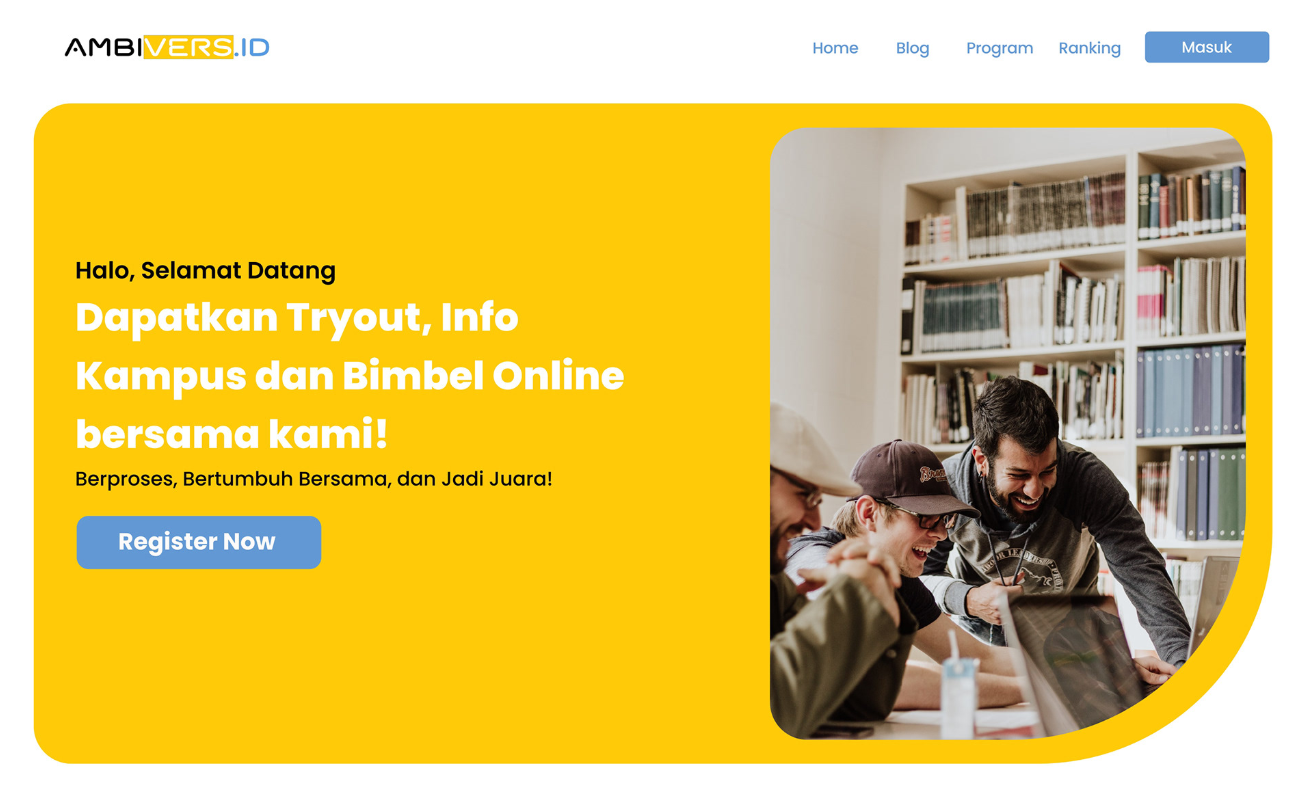 AMBIVERS.ID
Home Blog Program Ranking Masuk
Halo, Selamat Datang
Dapatkan Tryout, Info
Kampus dan Bimbel Online
bersama kami!
Berproses, Bertumbuh Bersama, dan Jadi Juara!
Register Now